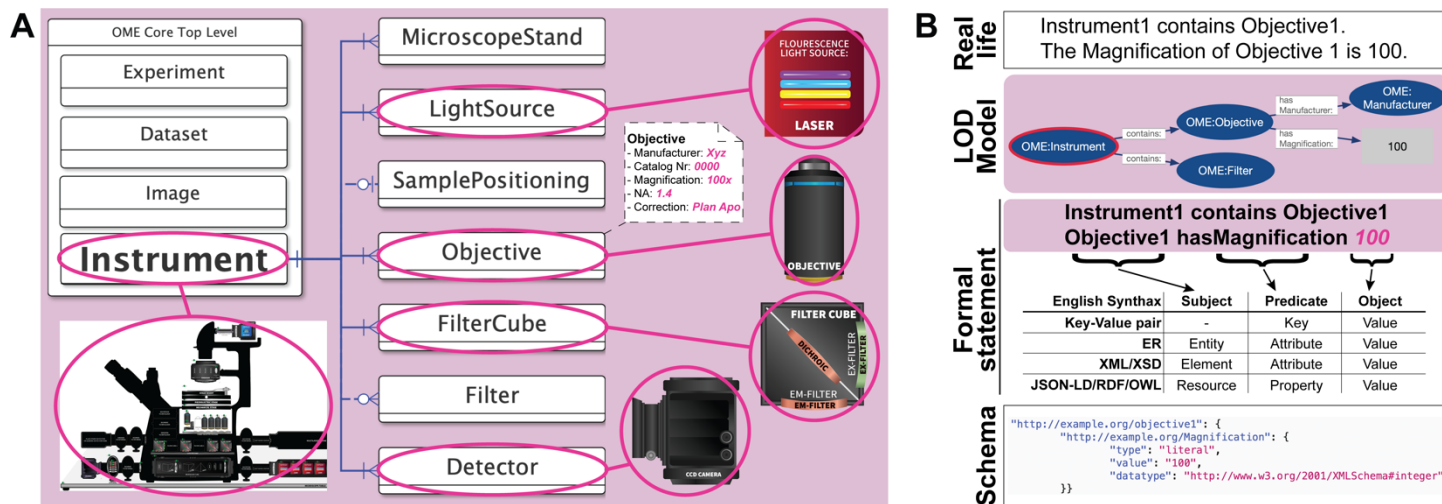 A
OME Core Top Level
Experiment
Dataset
Image
Instrument
MicroscopeStand
LightSource
SamplePositioning
Objective
FilterCube
Filter
Detector
Objective
- Manufacturer: Xyz
- Catalog Nr: 0000
- Magnification: 100x
- NA: 1.4
- Correction: Plan Apo
FLOURESCENCE
LIGHT SOURCE:
LASER
OBJECTIVE
FILTER CUBE
DICHROIC
EX-FILTER
EX-FILTER
EM-FILTER
EM-FILTER
CCD CAMERA
B
Real
life
Instrument1 contains Objective1.
The Magnification of Objective 1 is 100.
LOD
Model
OME:Instrument
contains:
contains:
OME:Objective
OME:Filter
has
Manufacturer:
has
Magnification:
OME:
Manufacturer
100
Formal
statement
Instrument1 contains Objective1
Objective1 hasMagnification 100
English Synthax Subject Predicate Object
Key-Value pair - Key Value
ER Entity Attribute Value
XML/XSD Element Attribute Value
JSON-LD/RDF/OWL Resource Property Value
Schema
"http://example.org/objective1": {
"http://example.org/Magnification": {
"type": "literal",
"value": "100",
"datatype": "http://www.w3.org/2001/XMLSchema#integer"
}}